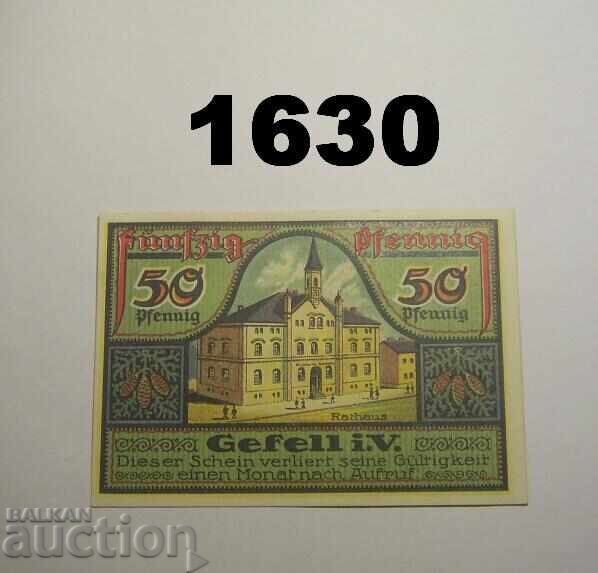 1630
Fünfzig Pfennig
50 50
Pfennig Pfennig
Rathaus
Gefell i.V.
Dieser Schein verliert seine Gültigkeit
einen Monat nach Aufruf.
BALKAN
auction